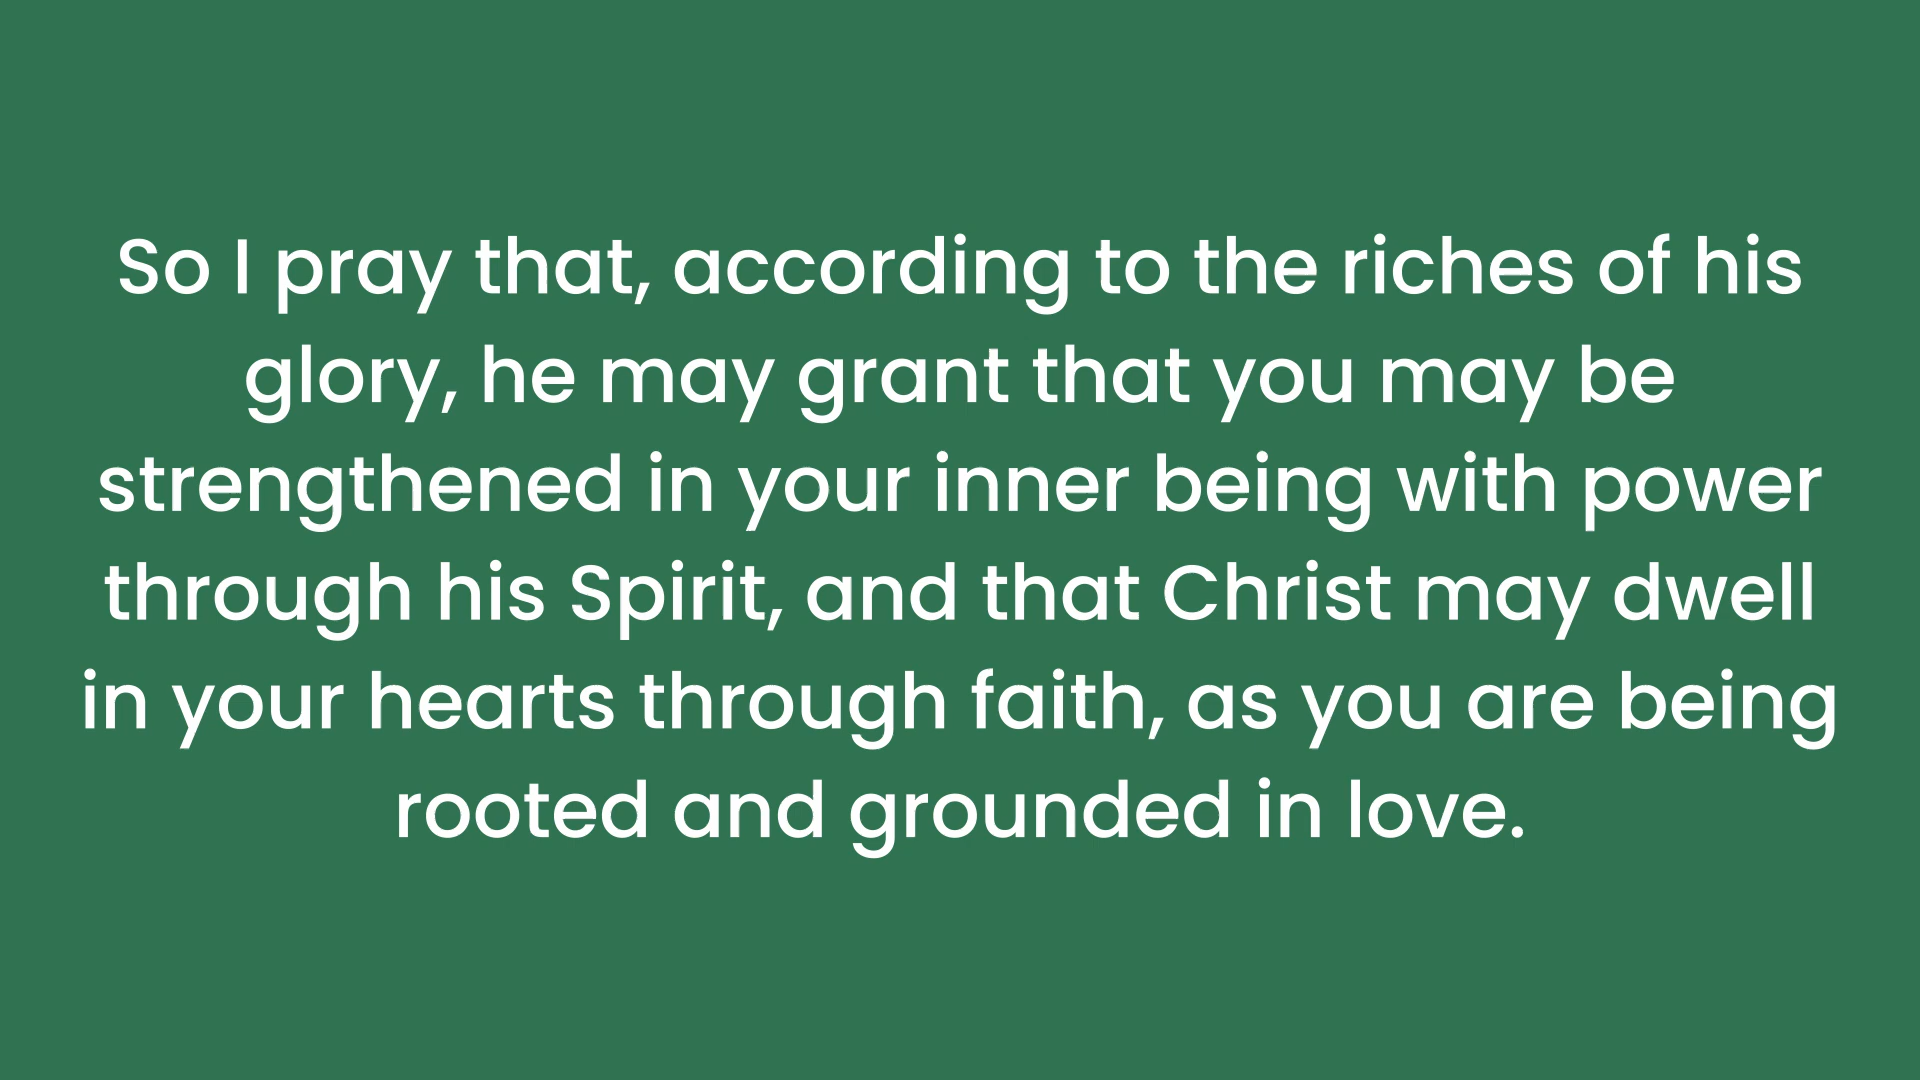 So I pray that, according to the riches of his
glory, he may grant that you may be
strengthened in your inner being with power
through his Spirit, and that Christ may dwell
in your hearts through faith, as you are being
rooted and grounded in love.